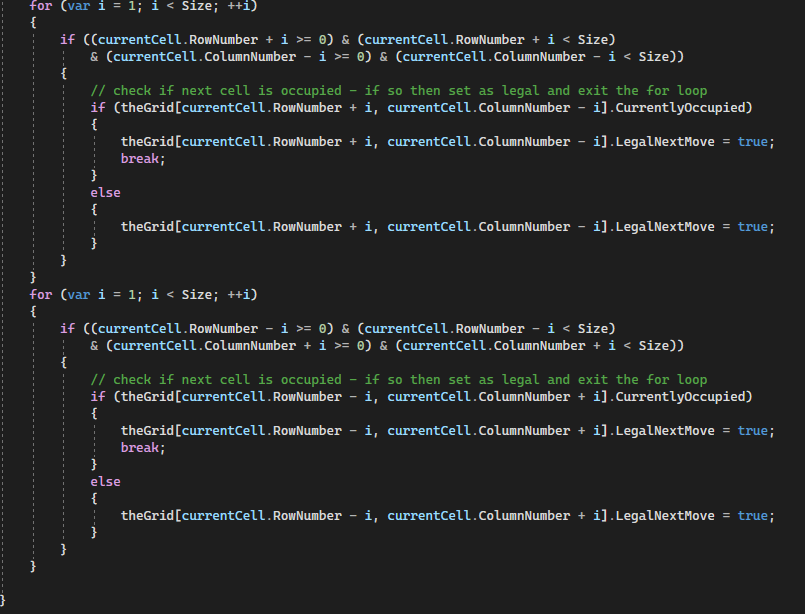 for (var i = 1; i < Size; ++i)
{
if ((currentCell.RowNumber + i >= 0) & (currentCell.RowNumber + i < Size)
& (currentCell.ColumnNumber - i >= 0) & (currentCell.ColumnNumber - i < Size))
{
// check if next cell is occupied - if so then set as legal and exit the for loop
if (theGrid[currentCell.RowNumber + i, currentCell.ColumnNumber - i].CurrentlyOccupied)
{
theGrid[currentCell.RowNumber + i, currentCell.ColumnNumber - i].LegalNextMove = true;
break;
}
else
{
theGrid[currentCell.RowNumber + i, currentCell.ColumnNumber - i].LegalNextMove = true;
}
}
}
for (var i = 1; i < Size; ++i)
{
if ((currentCell.RowNumber - i >= 0) & (currentCell.RowNumber - i < Size)
& (currentCell.ColumnNumber + i >= 0) & (currentCell.ColumnNumber + i < Size))
{
// check if next cell is occupied - if so then set as legal and exit the for loop
if (theGrid[currentCell.RowNumber - i, currentCell.ColumnNumber + i].CurrentlyOccupied)
{
theGrid[currentCell.RowNumber - i, currentCell.ColumnNumber + i].LegalNextMove = true;
break;
}
else
{
theGrid[currentCell.RowNumber - i, currentCell.ColumnNumber + i].LegalNextMove = true;
}
}
}
}